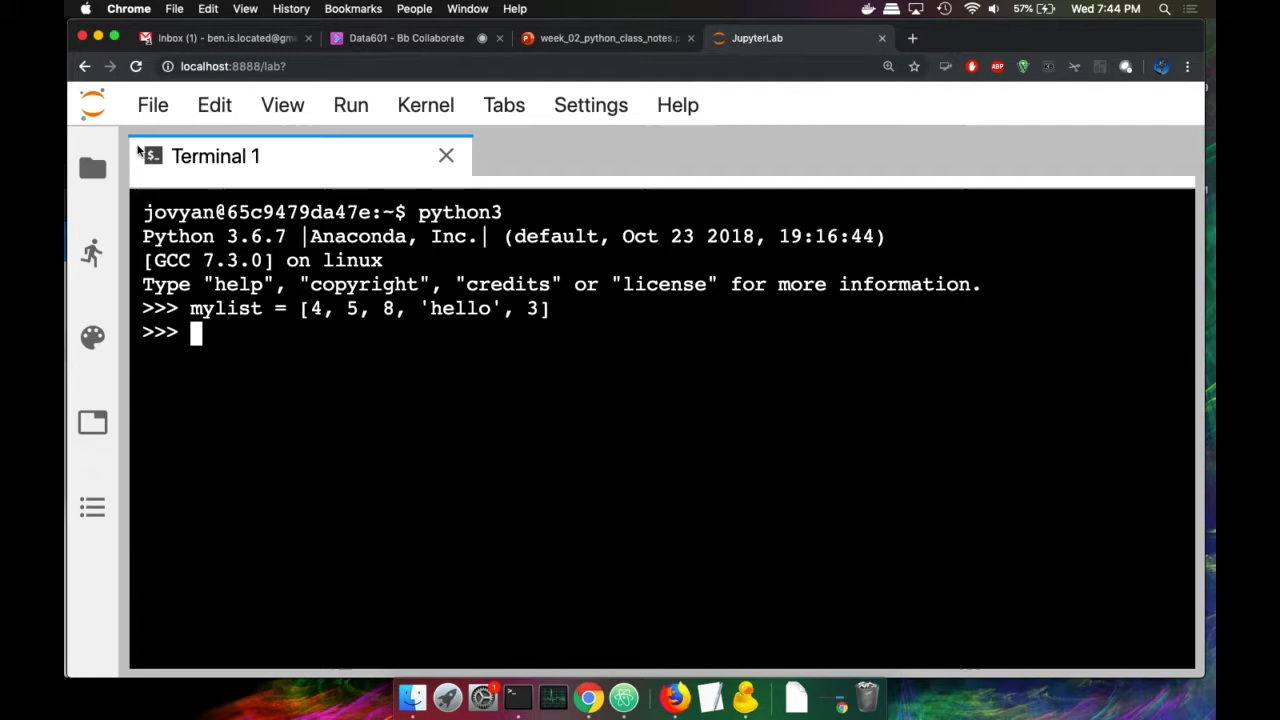 Chrome File Edit View History Bookmarks People Window Help 57% Wed 7:44 PM
Inbox (1) - ben.is.located@gm Data601 - Bb Collaborate week_02_python_class_notes.p JupyterLab
localhost:8888/lab? ABP
File Edit View Run Kernel Tabs Settings Help
$_ Terminal 1
jovyan@65c9479da47e:~$ python3
Python 3.6.7 |Anaconda, Inc.| (default, Oct 23 2018, 19:16:44)
[GCC 7.3.0] on linux
Type "help", "copyright", "credits" or "license" for more information.
>>> mylist = [4, 5, 8, 'hello', 3]
>>>
1